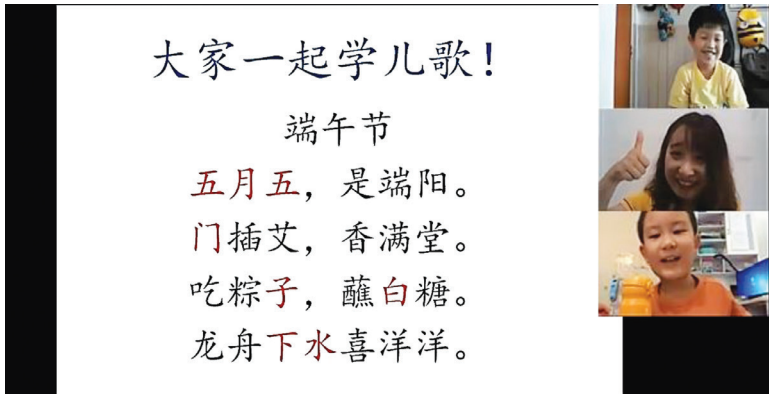 大家一起学儿歌！
端午节
五月五，是端阳。
门插艾，香满堂。
吃粽子，蘸白糖。
龙舟下水喜洋洋。